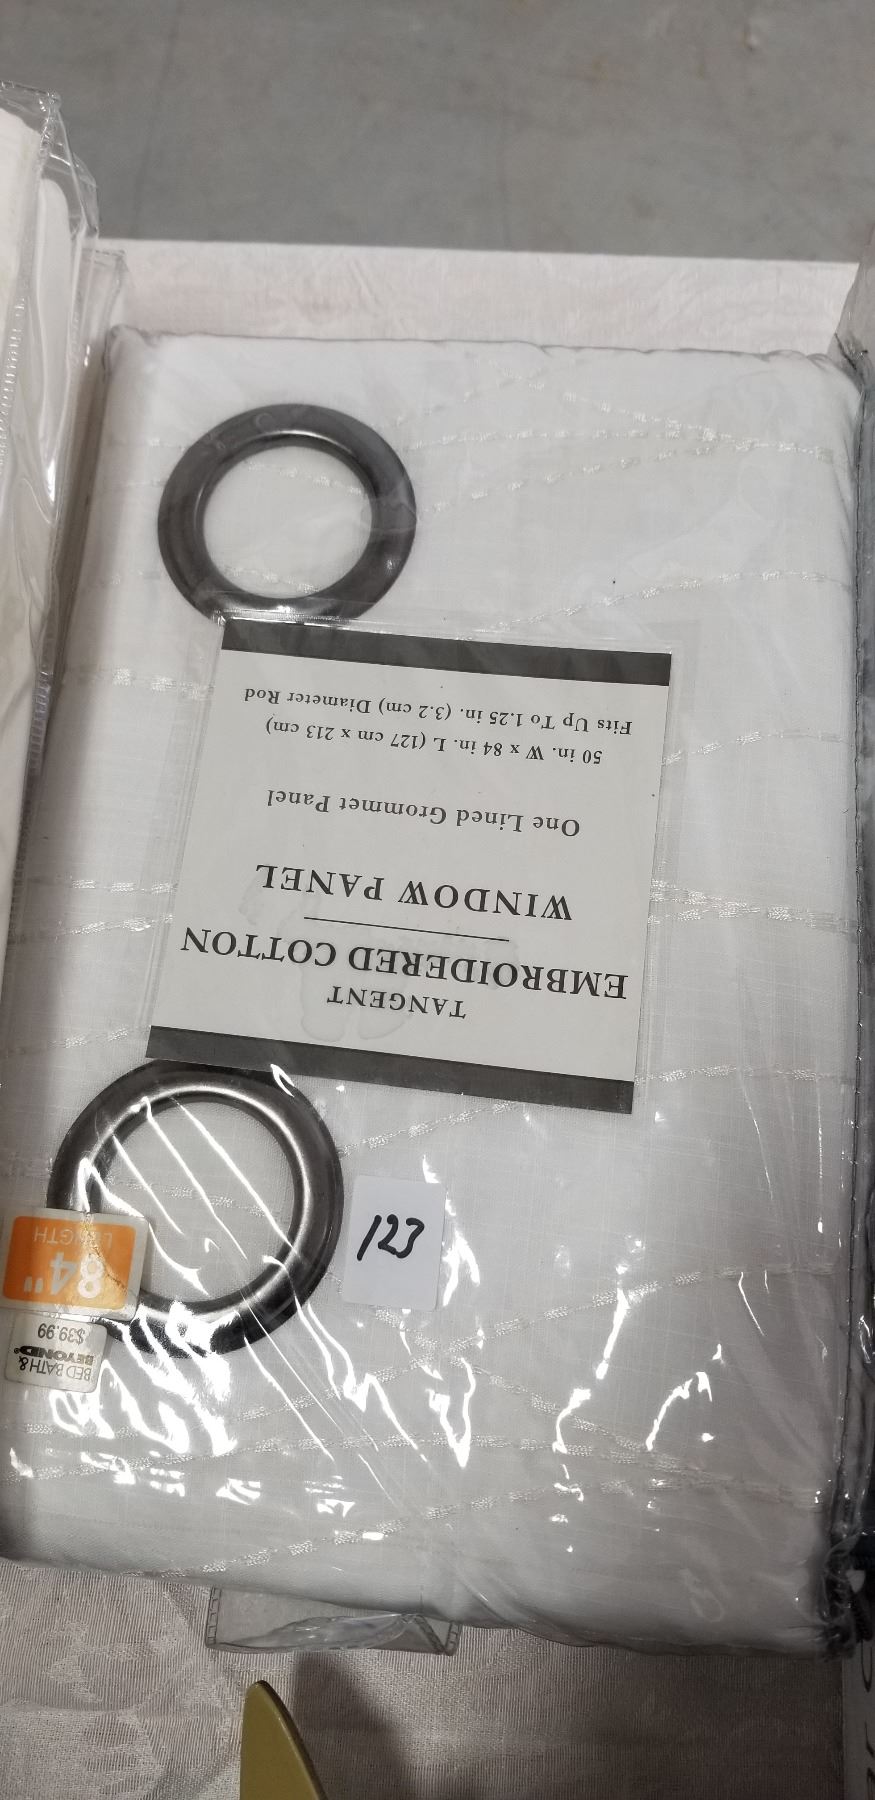 TANGENT
EMBROIDERED COTTON
WINDOW PANEL
One Lined Grommet Panel
50 in. W x 84 in. L (127 cm x 213 cm)
Fits Up To 1.25 in. (3.2 cm) Diameter Rod
123
84"
LENGTH
BED BATH &
BEYOND®
$39.99